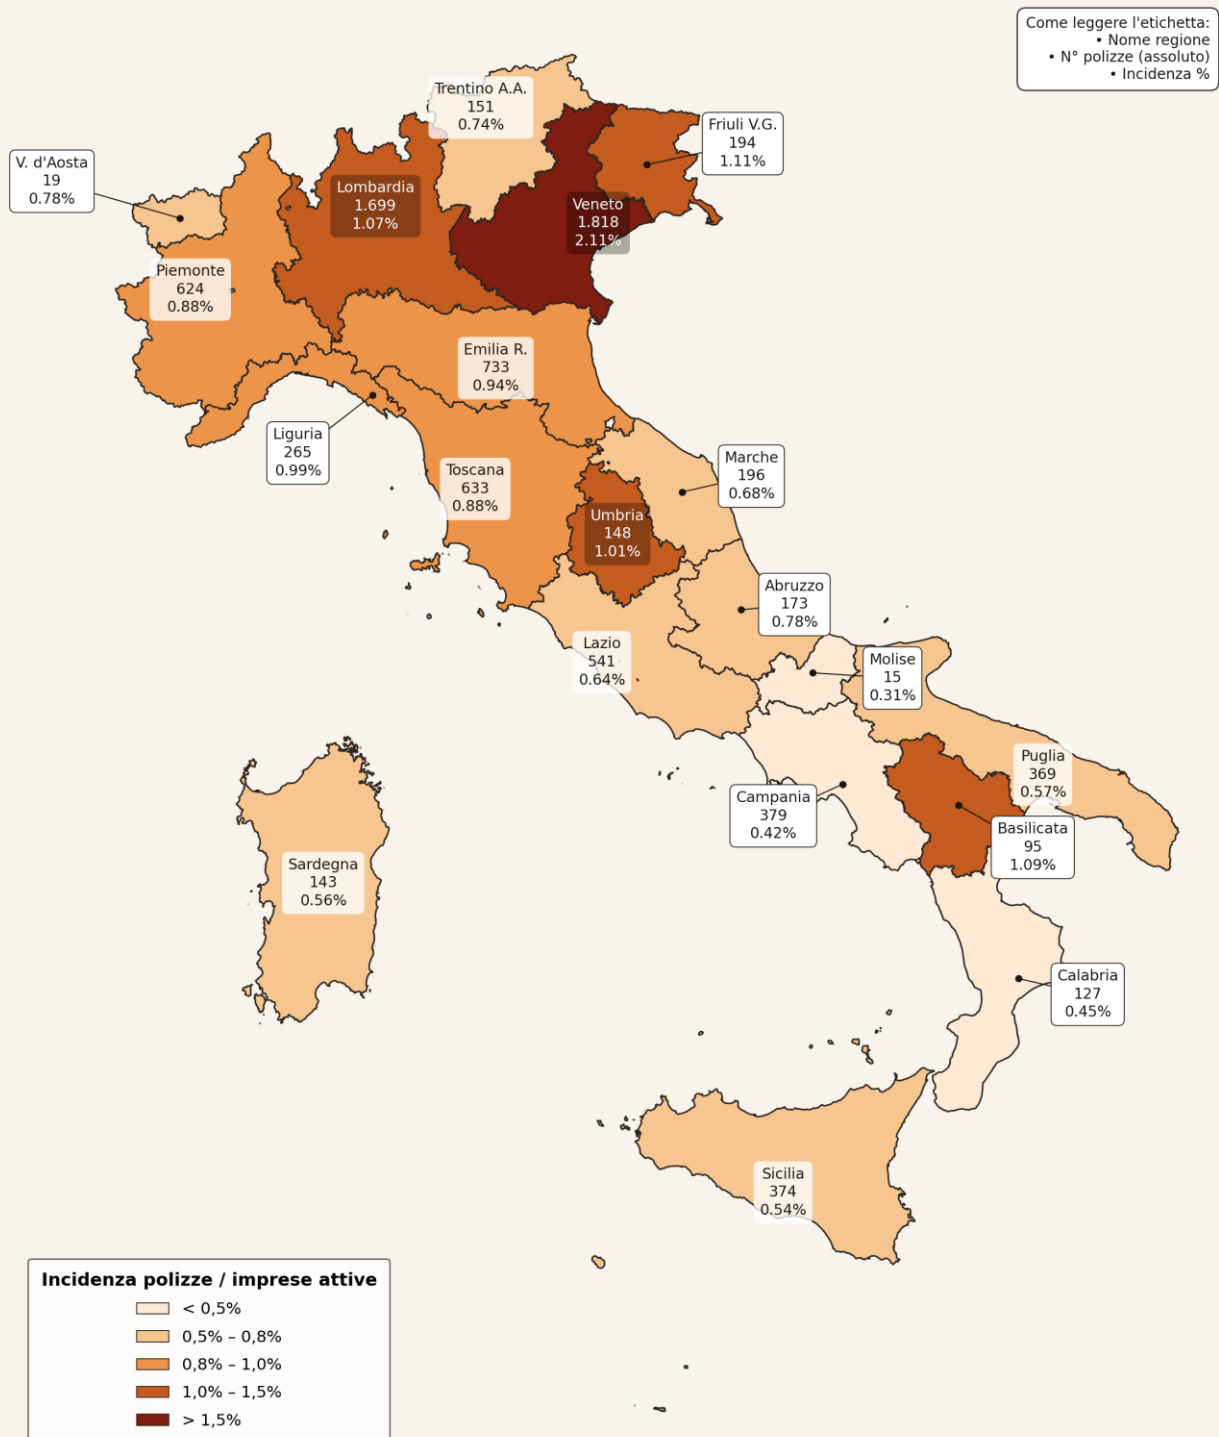 Come leggere l'etichetta:
• Nome regione
• N° polizze (assoluto)
• Incidenza %
Trentino A.A.
151
0.74%
Friuli V.G.
194
1.11%
V. d'Aosta
19
0.78%
Lombardia
1.699
1.07%
Veneto
1.818
2.11%
Piemonte
624
0.88%
Emilia R.
733
0.94%
Liguria
265
0.99%
Toscana
633
0.88%
Marche
196
0.68%
Umbria
148
1.01%
Abruzzo
173
0.78%
Lazio
541
0.64%
Molise
15
0.31%
Puglia
369
0.57%
Campania
379
0.42%
Basilicata
95
1.09%
Sardegna
143
0.56%
Calabria
127
0.45%
Sicilia
374
0.54%
Incidenza polizze / imprese attive
< 0,5%
0,5% – 0,8%
0,8% – 1,0%
1,0% – 1,5%
> 1,5%